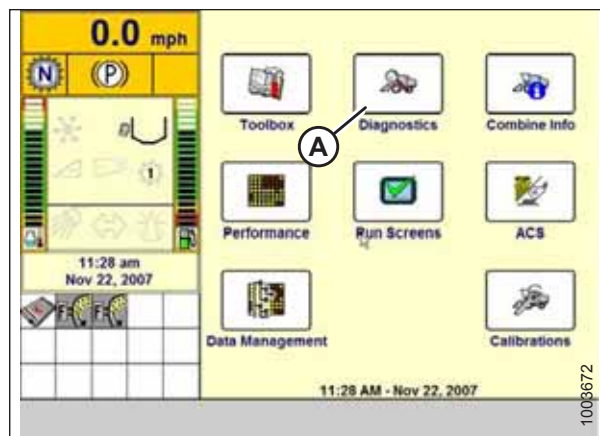 0.0 mph
N
P
1
11:28 am
Nov 22, 2007
F
F
Toolbox
Diagnostics
Combine Info
A
Performance
Run Screens
ACS
Data Management
Calibrations
11:28 AM - Nov 22, 2007
1003672